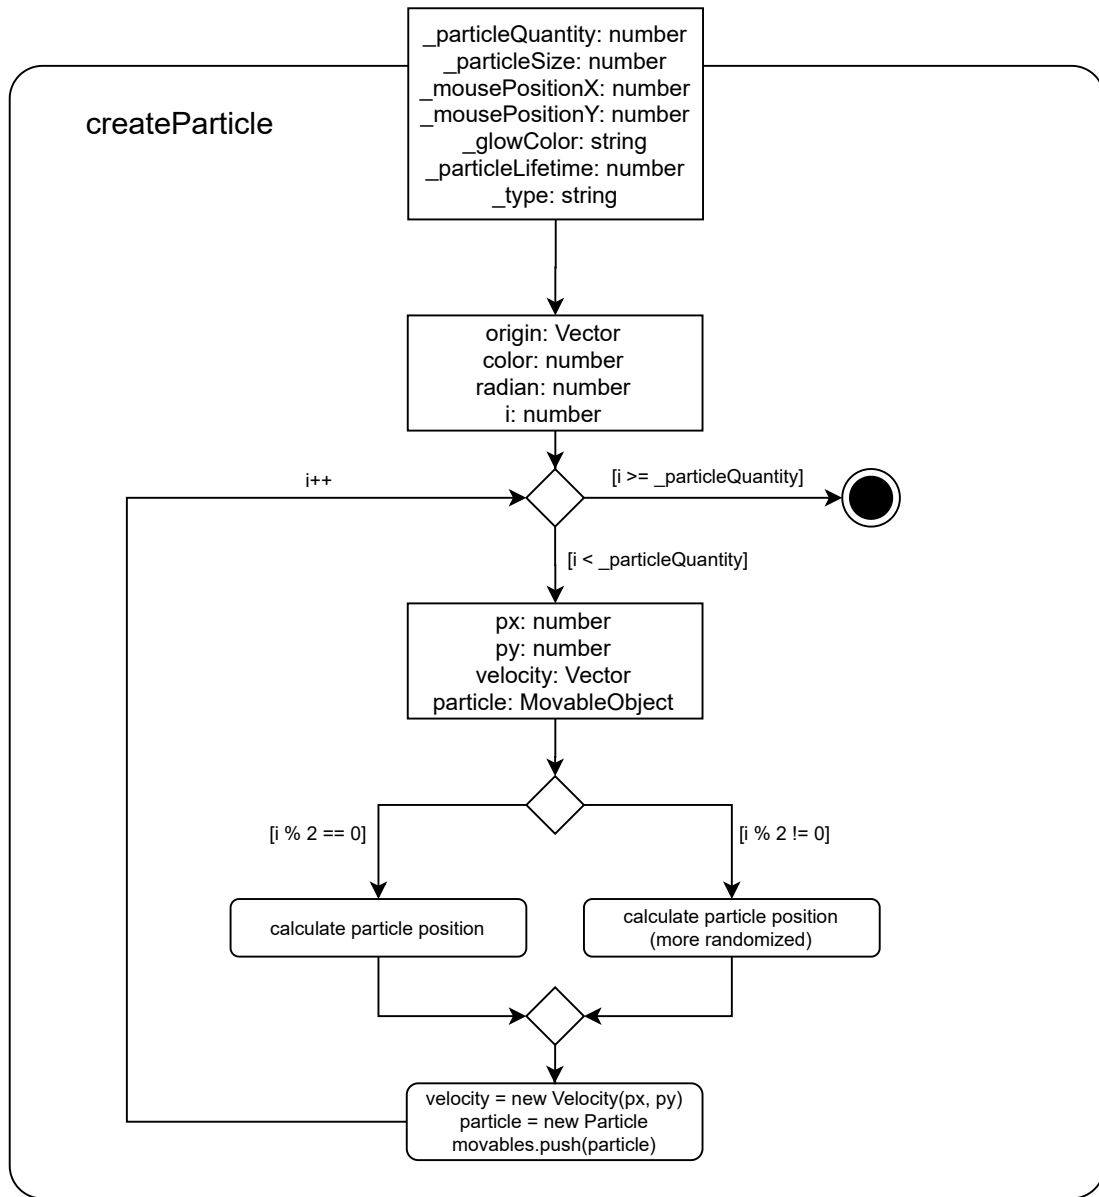 _particleQuantity: number
_particleSize: number
_mousePositionX: number
_mousePositionY: number
_glowColor: string
_particleLifetime: number
_type: string
createParticle
origin: Vector
color: number
radian: number
i: number
i++
[i >= _particleQuantity]
[i < _particleQuantity]
px: number
py: number
velocity: Vector
particle: MovableObject
[i % 2 == 0]
[i % 2 != 0]
calculate particle position
calculate particle position
(more randomized)
velocity = new Velocity(px, py)
particle = new Particle
movables.push(particle)